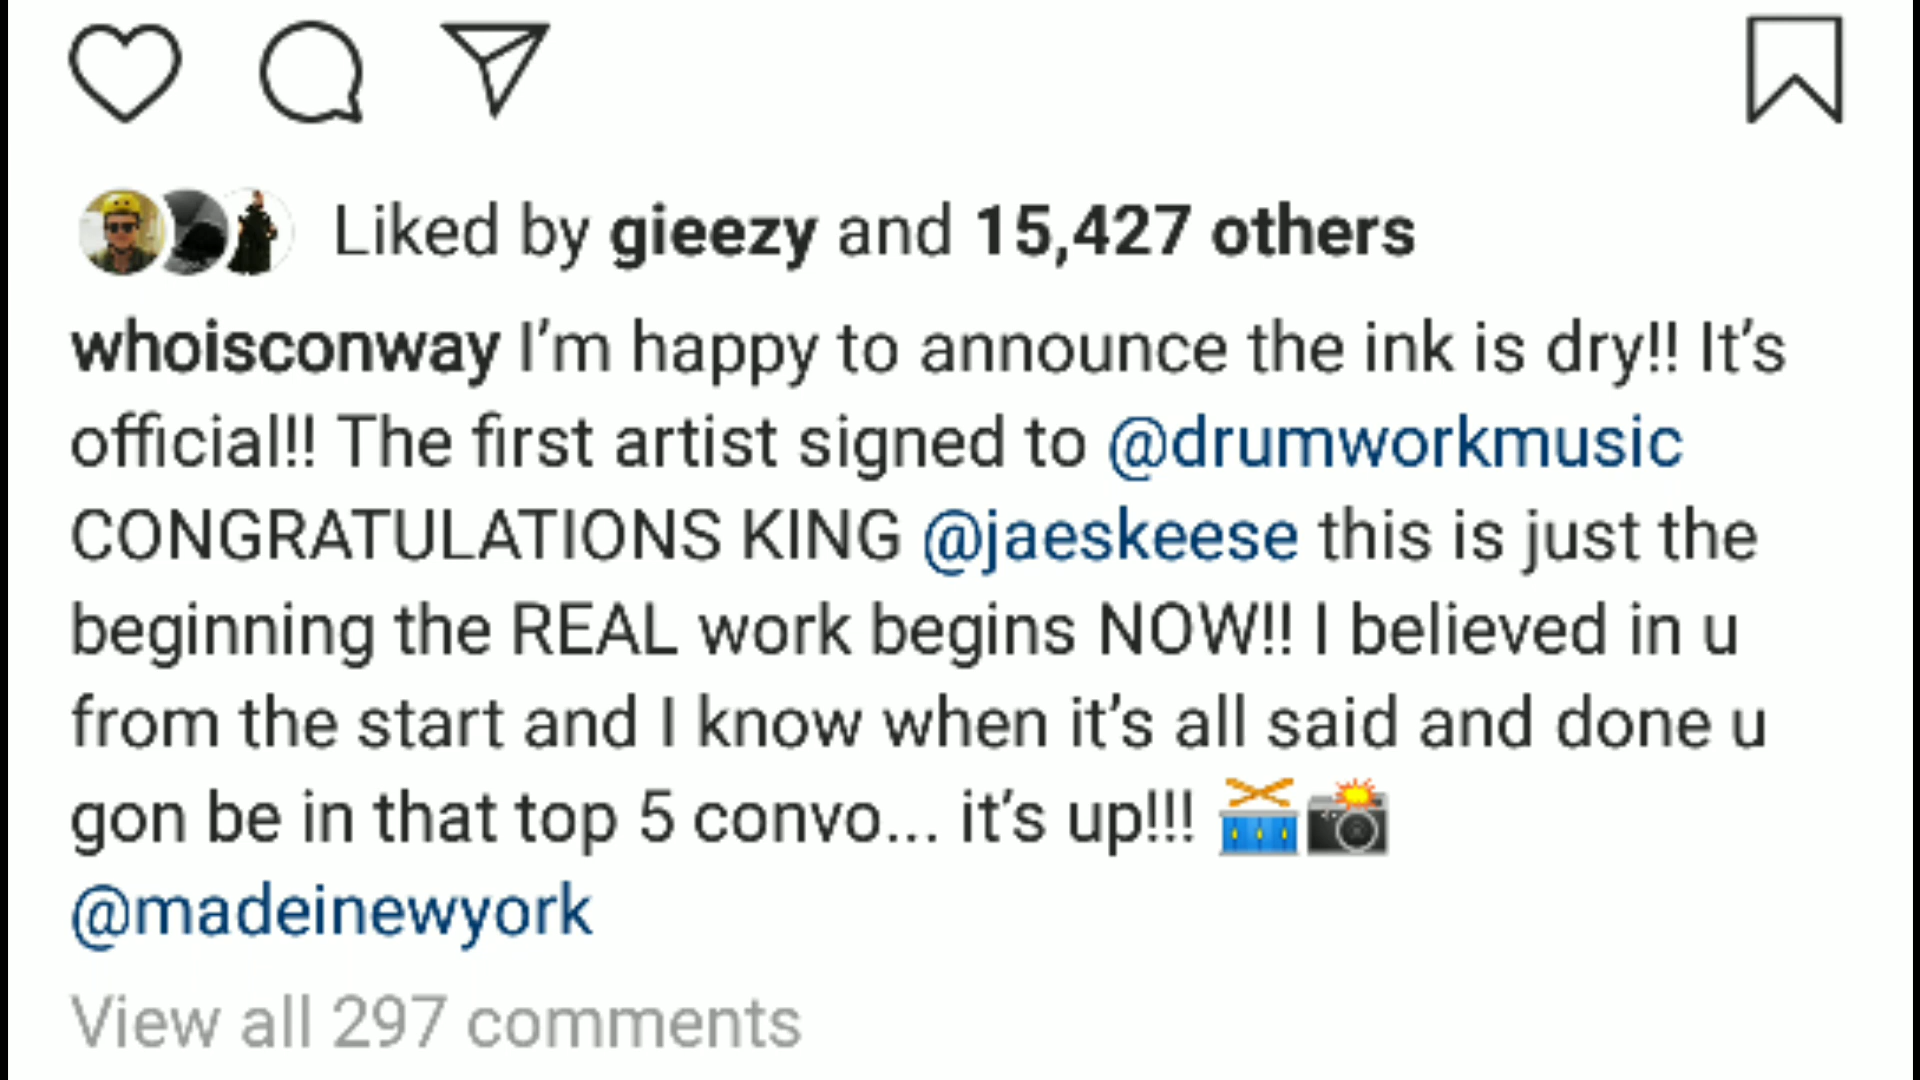 Liked by gieezy and 15,427 others
whoisconway I’m happy to announce the ink is dry!! It’s
official!! The first artist signed to @drumworkmusic
CONGRATULATIONS KING @jaeskeese this is just the
beginning the REAL work begins NOW!! I believed in u
from the start and I know when it’s all said and done u
gon be in that top 5 convo... it’s up!!! 🥁📸
@madeinewyork
View all 297 comments